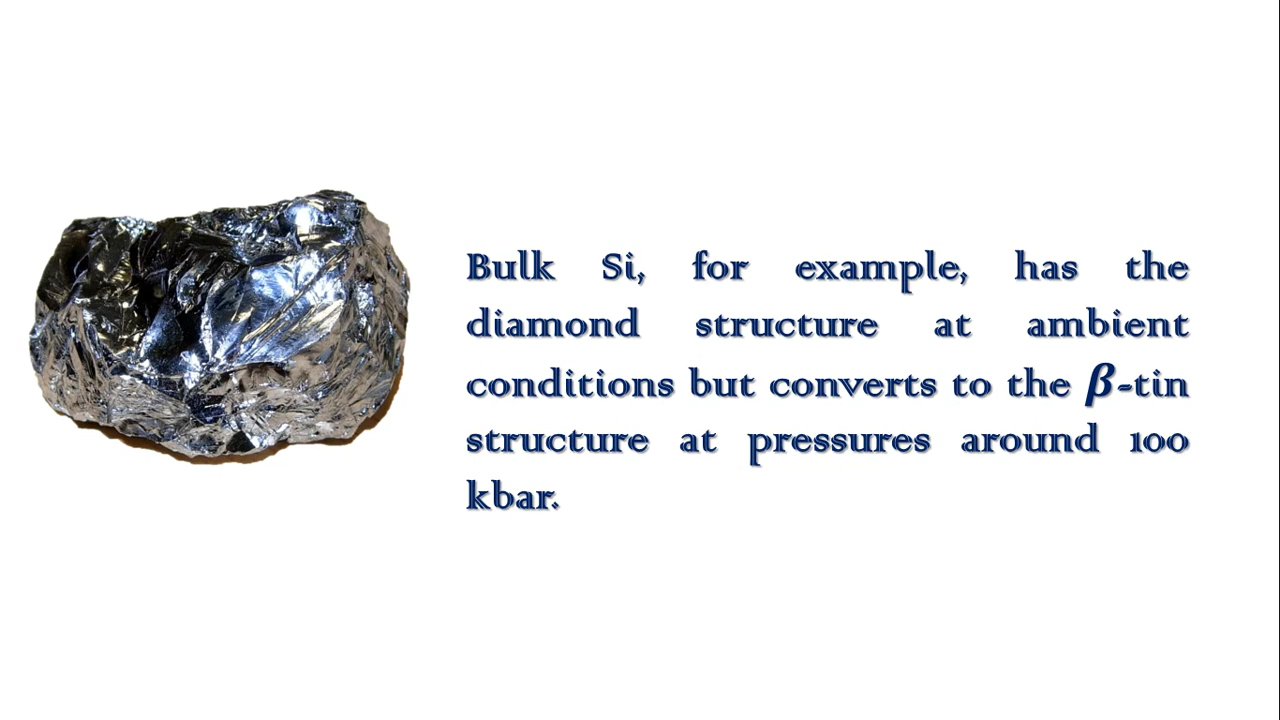 Bulk Si, for example, has the
diamond structure at ambient
conditions but converts to the β-tin
structure at pressures around 100
kbar.